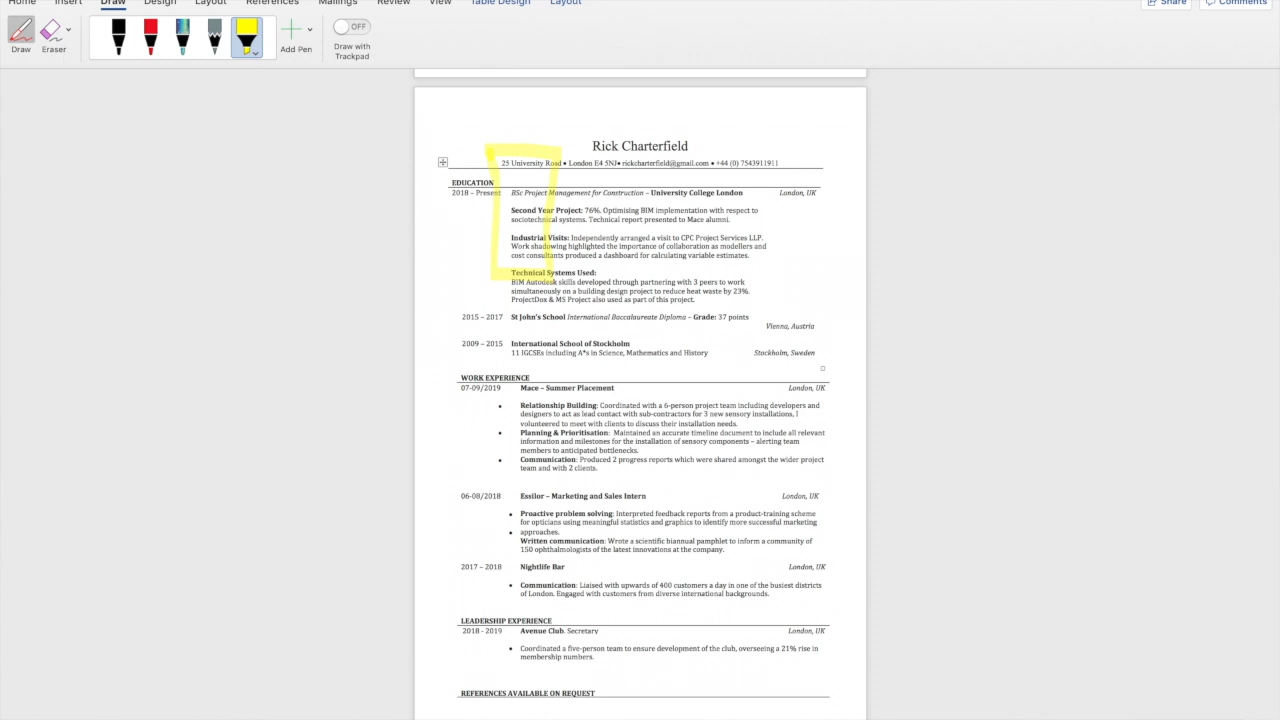 Home Insert Draw Design Layout References Mailings Review View Table Design Layout
Share Comments
Draw Eraser Add Pen OFF
Draw with
Trackpad
Rick Charterfield
25 University Road • London E4 5NJ• rickcharterfield@gmail.com • +44 (0) 7543911911
EDUCATION
2018 – Present BSc Project Management for Construction – University College London London, UK
Second Year Project: 76%. Optimising BIM implementation with respect to
sociotechnical systems. Technical report presented to Mace alumni.
Industrial Visits: Independently arranged a visit to CPC Project Services LLP.
Work shadowing highlighted the importance of collaboration as modellers and
cost consultants produced a dashboard for calculating variable estimates.
Technical Systems Used:
BIM Autodesk skills developed through partnering with 3 peers to work
simultaneously on a building design project to reduce heat waste by 23%.
ProjectDox & MS Project also used as part of this project.
2015 – 2017 St John's School International Baccalaureate Diploma – Grade: 37 points
Vienna, Austria
2009 – 2015 International School of Stockholm
11 IGCSEs including A*s in Science, Mathematics and History Stockholm, Sweden
WORK EXPERIENCE
07-09/2019 Mace – Summer Placement London, UK
• Relationship Building: Coordinated with a 6-person project team including developers and
designers to act as lead contact with sub-contractors for 3 new sensory installations, I
volunteered to meet with clients to discuss their installation needs.
• Planning & Prioritisation: Maintained an accurate timeline document to include all relevant
information and milestones for the installation of sensory components – alerting team
members to anticipated bottlenecks.
• Communication: Produced 2 progress reports which were shared amongst the wider project
team and with 2 clients.
06-08/2018 Essilor – Marketing and Sales Intern London, UK
• Proactive problem solving: Interpreted feedback reports from a product-training scheme
for opticians using meaningful statistics and graphics to identify more successful marketing
• approaches.
Written communication: Wrote a scientific biannual pamphlet to inform a community of
150 ophthalmologists of the latest innovations at the company.
2017 – 2018 Nightlife Bar London, UK
• Communication: Liaised with upwards of 400 customers a day in one of the busiest districts
of London. Engaged with customers from diverse international backgrounds.
LEADERSHIP EXPERIENCE
2018 - 2019 Avenue Club. Secretary London, UK
• Coordinated a five-person team to ensure development of the club, overseeing a 21% rise in
membership numbers.
REFERENCES AVAILABLE ON REQUEST